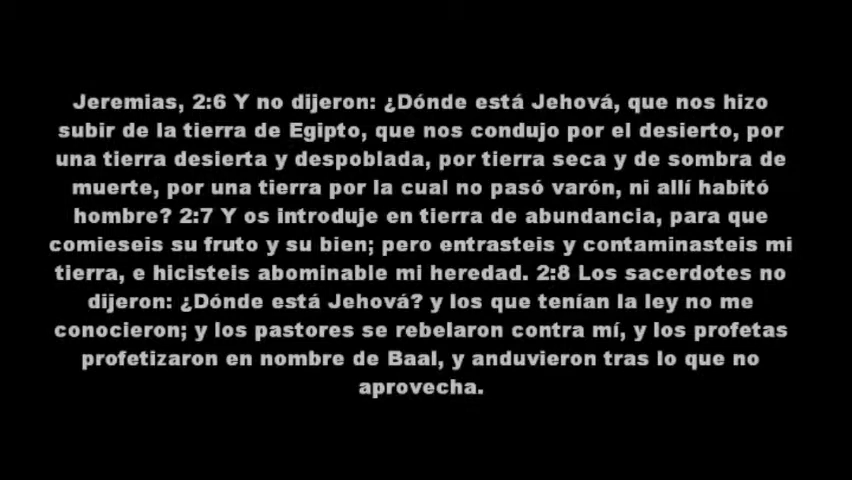 Jeremias, 2:6 Y no dijeron: ¿Dónde está Jehová, que nos hizo
subir de la tierra de Egipto, que nos condujo por el desierto, por
una tierra desierta y despoblada, por tierra seca y de sombra de
muerte, por una tierra por la cual no pasó varón, ni allí habitó
hombre? 2:7 Y os introduje en tierra de abundancia, para que
comieseis su fruto y su bien; pero entrasteis y contaminasteis mi
tierra, e hicisteis abominable mi heredad. 2:8 Los sacerdotes no
dijeron: ¿Dónde está Jehová? y los que tenían la ley no me
conocieron; y los pastores se rebelaron contra mí, y los profetas
profetizaron en nombre de Baal, y anduvieron tras lo que no
aprovecha.